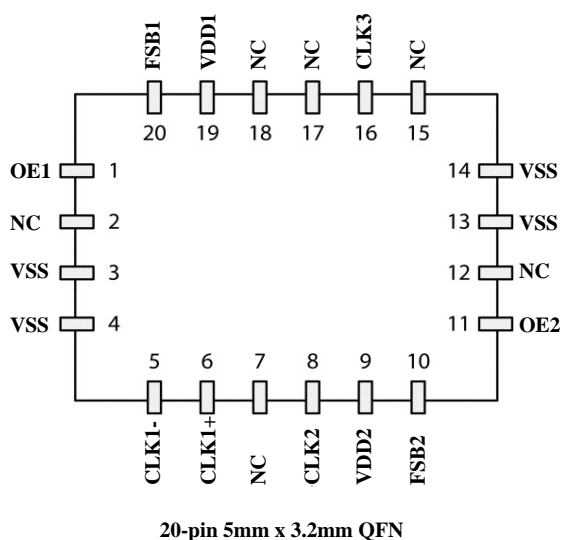 FSB1 VDD1 NC NC CLK3 NC
20 19 18 17 16 15
OE1 1 14 VSS
NC 2 13 VSS
VSS 3 12 NC
VSS 4 11 OE2
5 6 7 8 9 10
CLK1- CLK1+ NC CLK2 VDD2 FSB2
20-pin 5mm x 3.2mm QFN